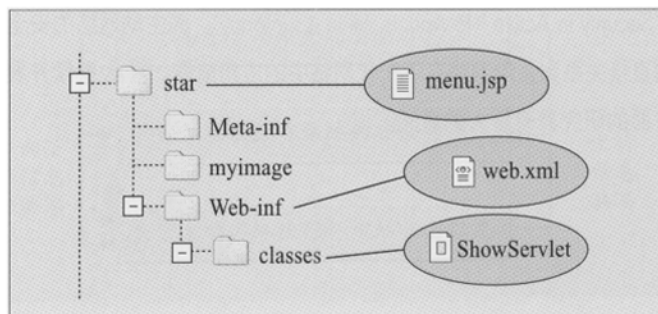 star
menu.jsp
Meta-inf
myimage
Web-inf
web.xml
classes
ShowServlet